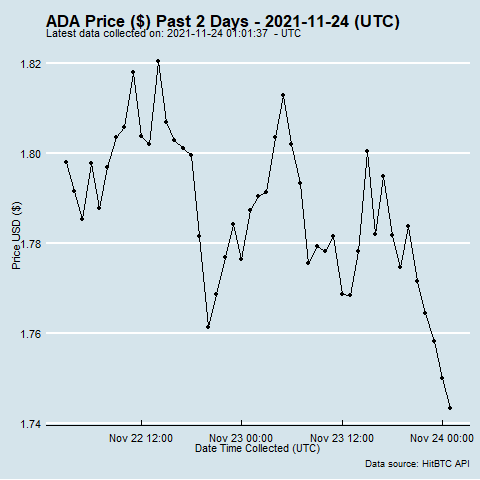 ADA Price ($) Past 2 Days - 2021-11-24 (UTC)
Latest data collected on: 2021-11-24 01:01:37 - UTC
1.82
1.80
1.78
1.76
1.74
Price USD ($)
Nov 22 12:00 Nov 23 00:00 Nov 23 12:00 Nov 24 00:00
Date Time Collected (UTC)
Data source: HitBTC API